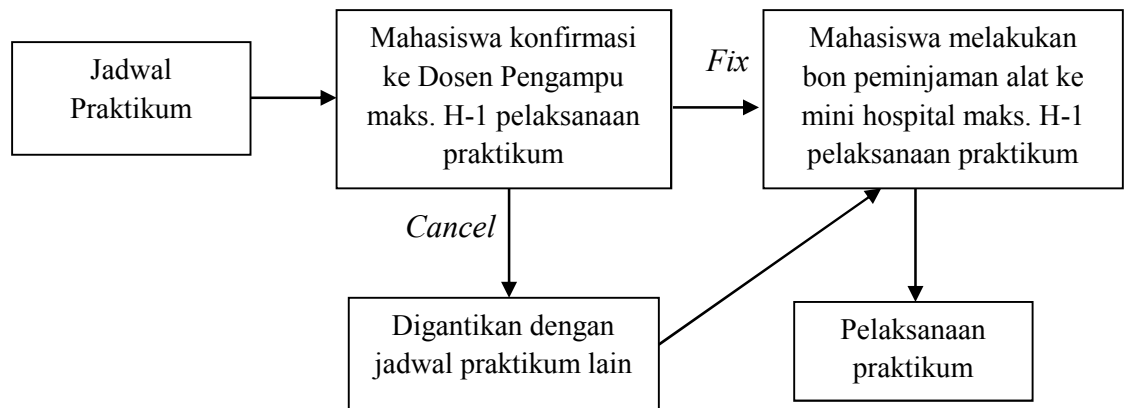 Jadwal
Praktikum
Mahasiswa konfirmasi
ke Dosen Pengampu
maks. H-1 pelaksanaan
praktikum
Fix
Mahasiswa melakukan
bon peminjaman alat ke
mini hospital maks. H-1
pelaksanaan praktikum
Cancel
Digantikan dengan
jadwal praktikum lain
Pelaksanaan
praktikum